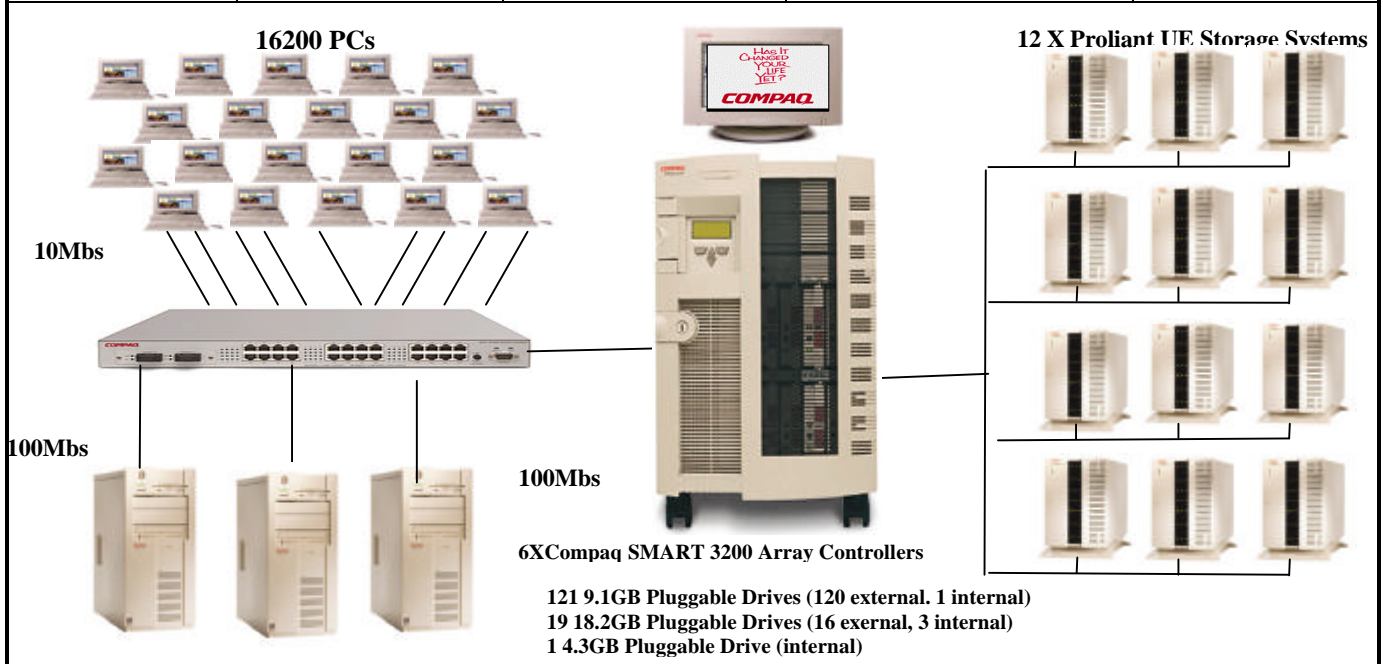 16200 PCs
HAS IT
CHANGED
YOUR
LIFE
YET?
COMPAQ
12 X Proliant UE Storage Systems
10Mbs
COMPAQ
100Mbs
100Mbs
6XCompaq SMART 3200 Array Controllers
121 9.1GB Pluggable Drives (120 external. 1 internal)
19 18.2GB Pluggable Drives (16 exernal, 3 internal)
1 4.3GB Pluggable Drive (internal)